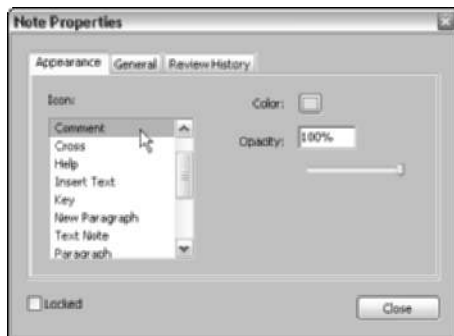 Note Properties
Appearance General Review History
Icon:
Color:
Comment
Cross
Opacity: 100%
Help
Insert Text
Key
New Paragraph
Text Note
Paragraph
Locked
Close